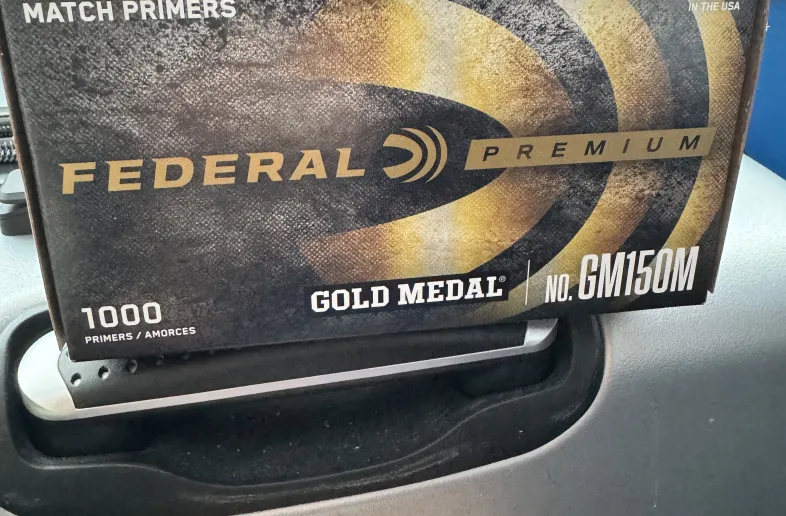 MATCH PRIMERS
IN THE USA
FEDERAL PREMIUM
GOLD MEDAL® NO. GM150M
1000
PRIMERS / AMORCES